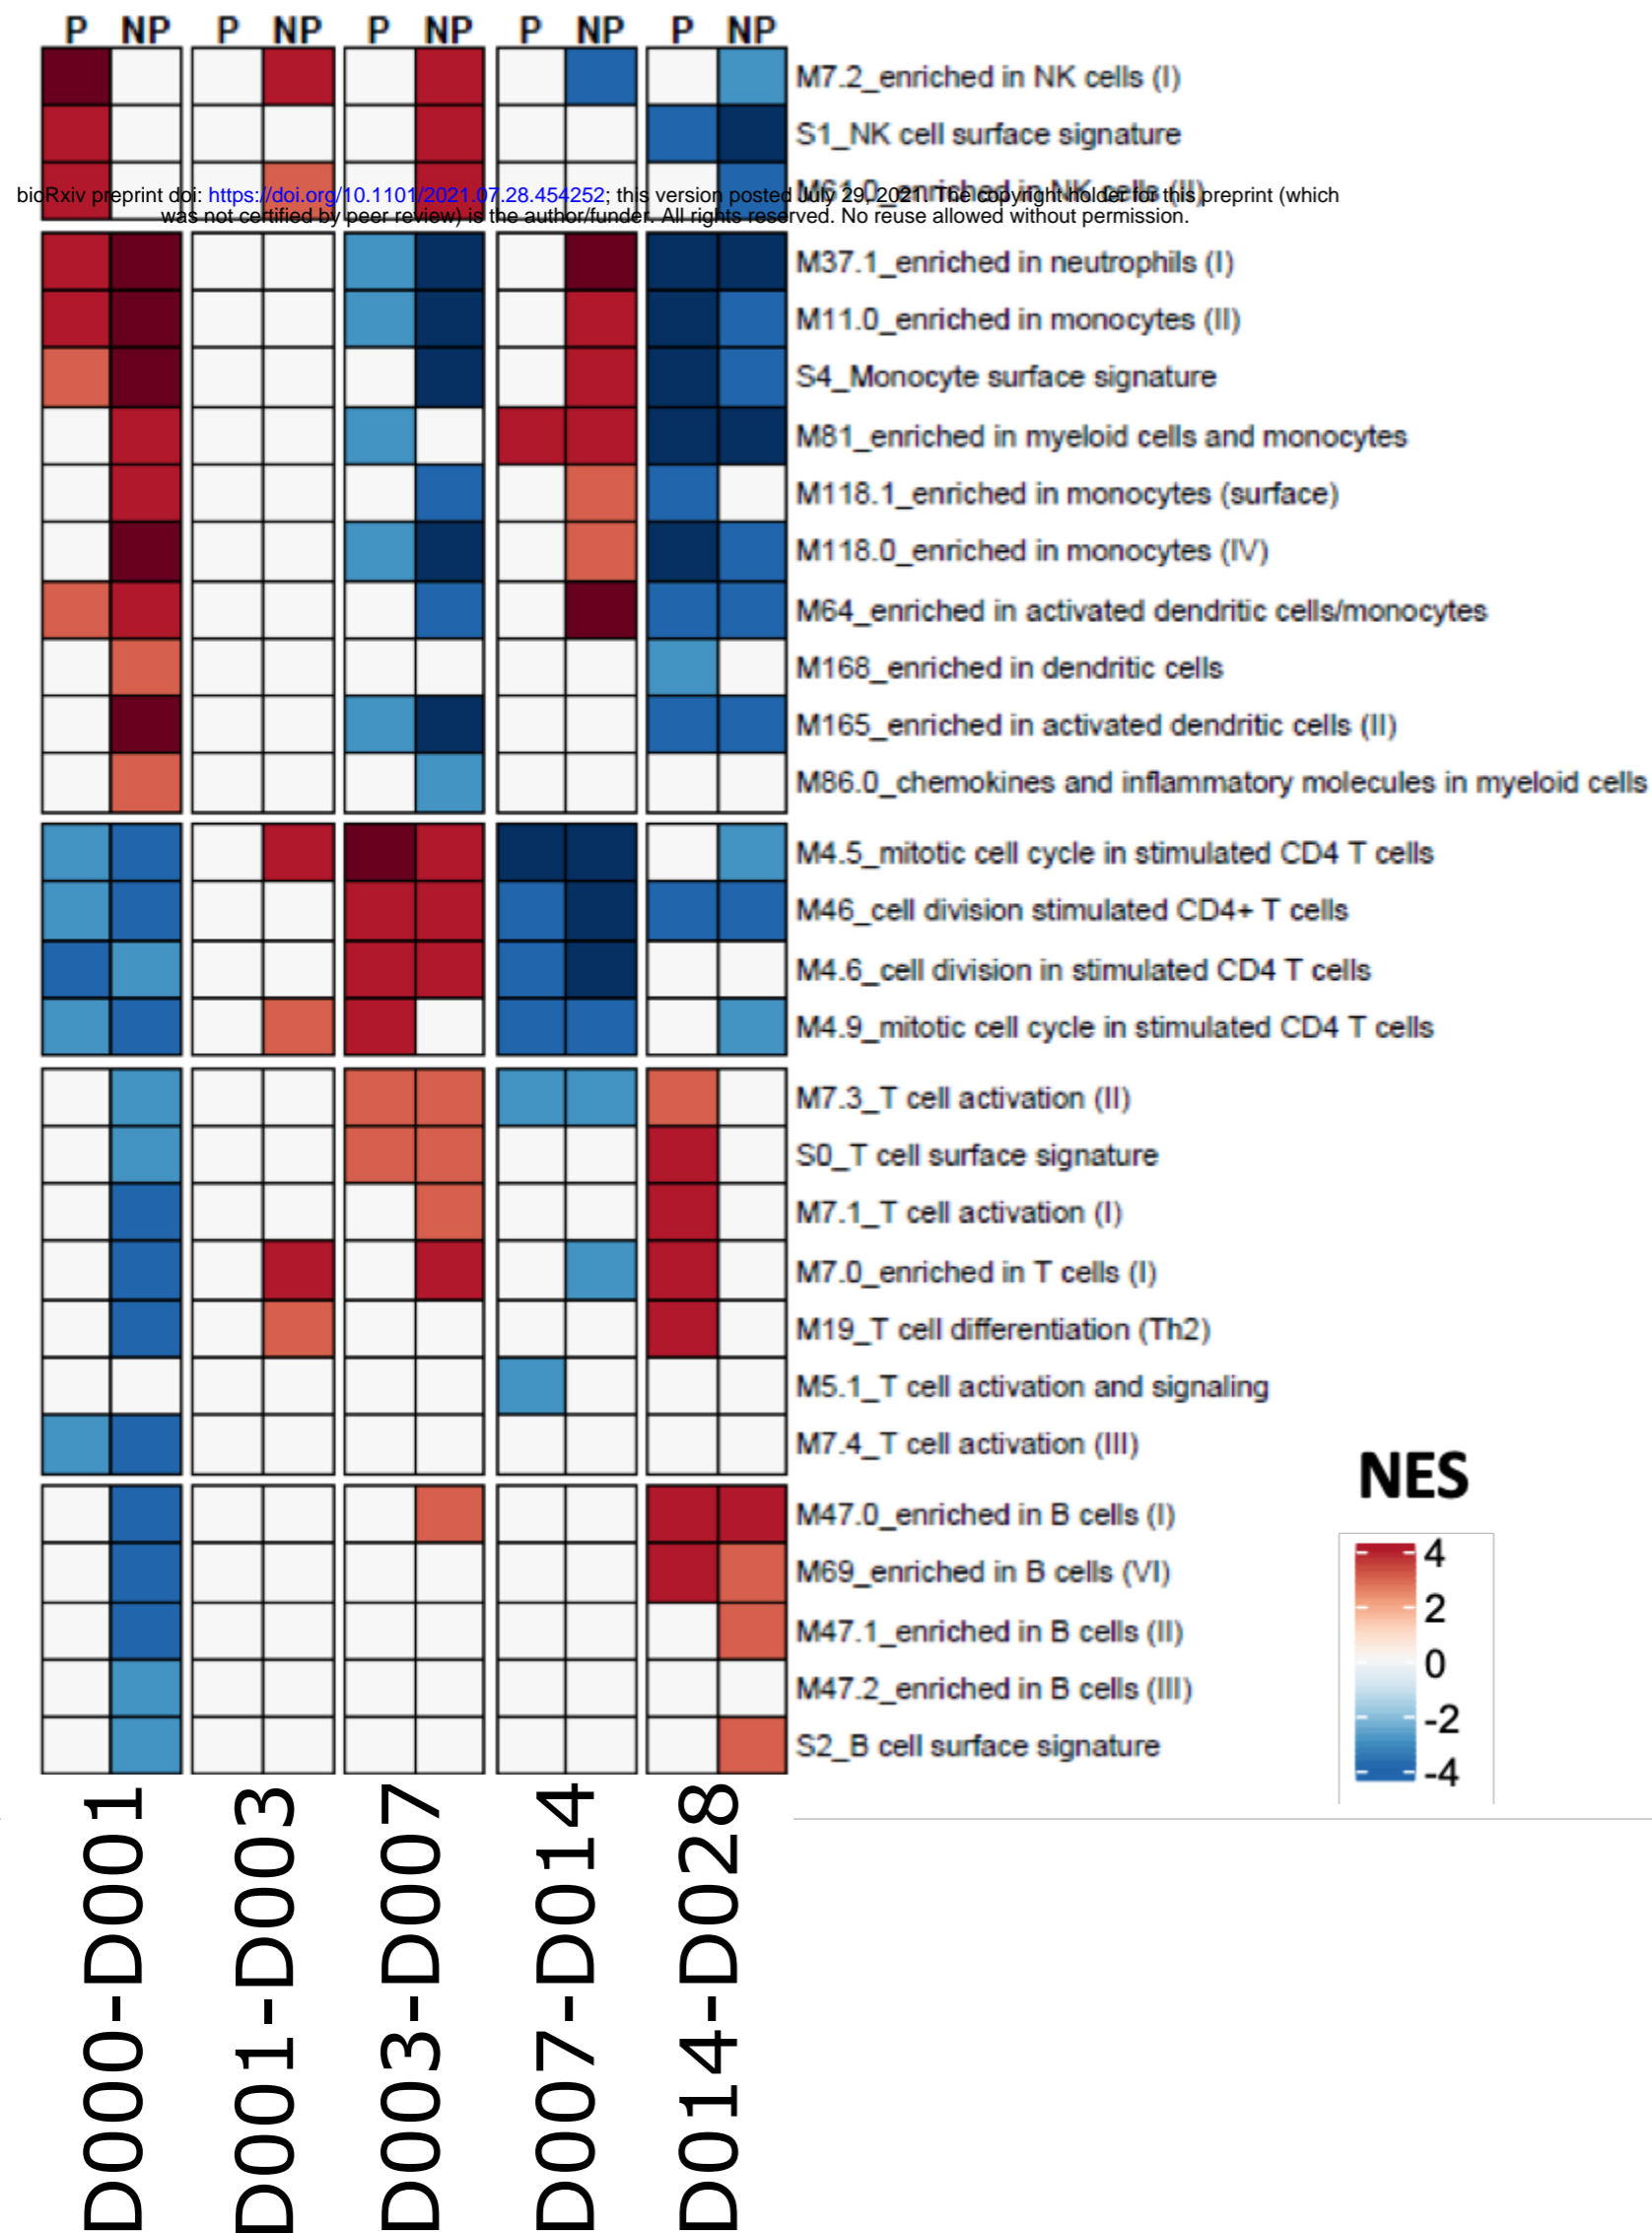 P NP P NP P NP P NP P NP
M7.2_enriched in NK cells (I)
S1_NK cell surface signature
M61.0_enriched in NK cells (II)
bioRxiv preprint doi: https://doi.org/10.1101/2021.07.28.454252; this version posted July 29, 2021. The copyright holder for this preprint (which
was not certified by peer review) is the author/funder. All rights reserved. No reuse allowed without permission.
M37.1_enriched in neutrophils (I)
M11.0_enriched in monocytes (II)
S4_Monocyte surface signature
M81_enriched in myeloid cells and monocytes
M118.1_enriched in monocytes (surface)
M118.0_enriched in monocytes (IV)
M64_enriched in activated dendritic cells/monocytes
M168_enriched in dendritic cells
M165_enriched in activated dendritic cells (II)
M86.0_chemokines and inflammatory molecules in myeloid cells
M4.5_mitotic cell cycle in stimulated CD4 T cells
M46_cell division stimulated CD4+ T cells
M4.6_cell division in stimulated CD4 T cells
M4.9_mitotic cell cycle in stimulated CD4 T cells
M7.3_T cell activation (II)
S0_T cell surface signature
M7.1_T cell activation (I)
M7.0_enriched in T cells (I)
M19_T cell differentiation (Th2)
M5.1_T cell activation and signaling
M7.4_T cell activation (III)
M47.0_enriched in B cells (I)
M69_enriched in B cells (VI)
M47.1_enriched in B cells (II)
M47.2_enriched in B cells (III)
S2_B cell surface signature
NES
4
2
0
-2
-4
D000-D001
D001-D003
D003-D007
D007-D014
D014-D028